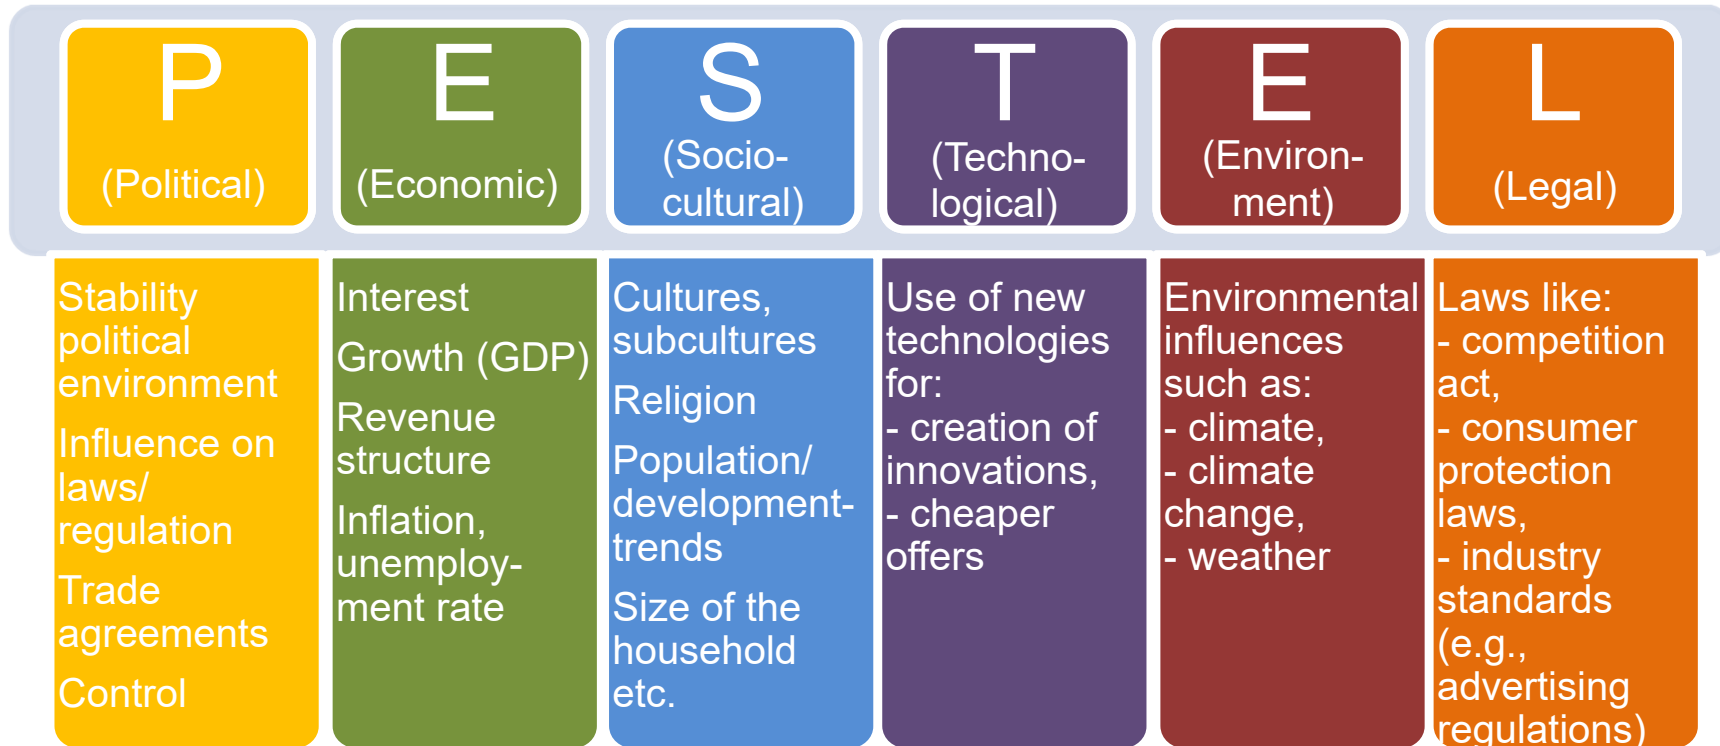 P
(Political)
E
(Economic)
S
(Socio-
cultural)
T
(Techno-
logical)
E
(Environ-
ment)
L
(Legal)
Stability
political
environment
Influence on
laws/
regulation
Trade
agreements
Control
Interest
Growth (GDP)
Revenue
structure
Inflation,
unemploy-
ment rate
Cultures,
subcultures
Religion
Population/
development-
trends
Size of the
household
etc.
Use of new
technologies
for:
- creation of
innovations,
- cheaper
offers
Environmental
influences
such as:
- climate,
- climate
change,
- weather
Laws like:
- competition
act,
- consumer
protection
laws,
- industry
standards
(e.g.,
advertising
regulations)